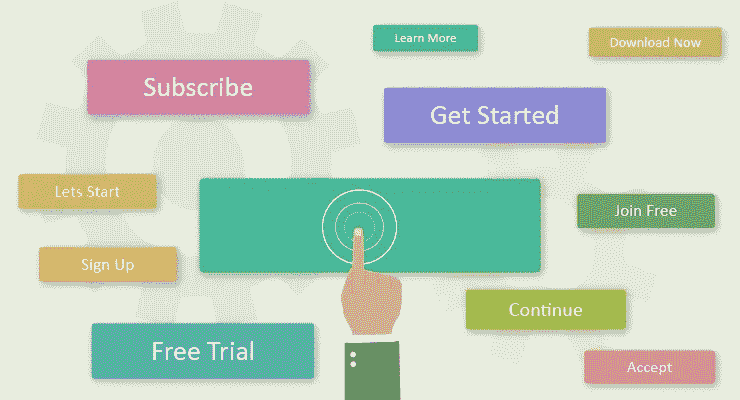 Learn More
Download Now
Subscribe
Get Started
Lets Start
Join Free
Sign Up
Continue
Free Trial
Accept